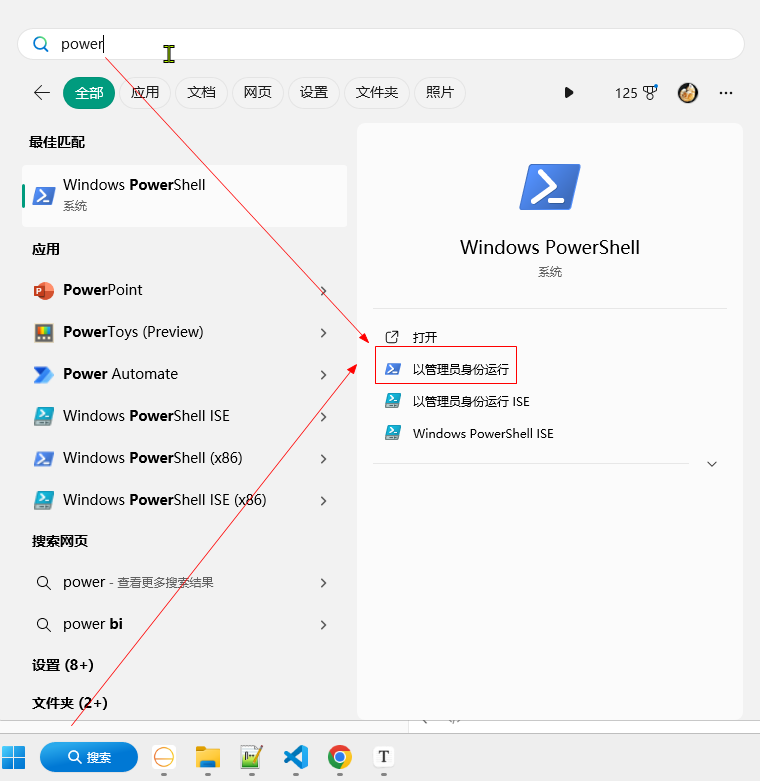 power
全部 应用 文档 网页 设置 文件夹 照片 125
最佳匹配
Windows PowerShell
系统
应用
PowerPoint
PowerToys (Preview)
Power Automate
Windows PowerShell ISE
Windows PowerShell (x86)
Windows PowerShell ISE (x86)
搜索网页
power - 查看更多搜索结果
power bi
设置 (8+)
文件夹 (2+)
Windows PowerShell
系统
打开
以管理员身份运行
以管理员身份运行 ISE
Windows PowerShell ISE
搜索
T